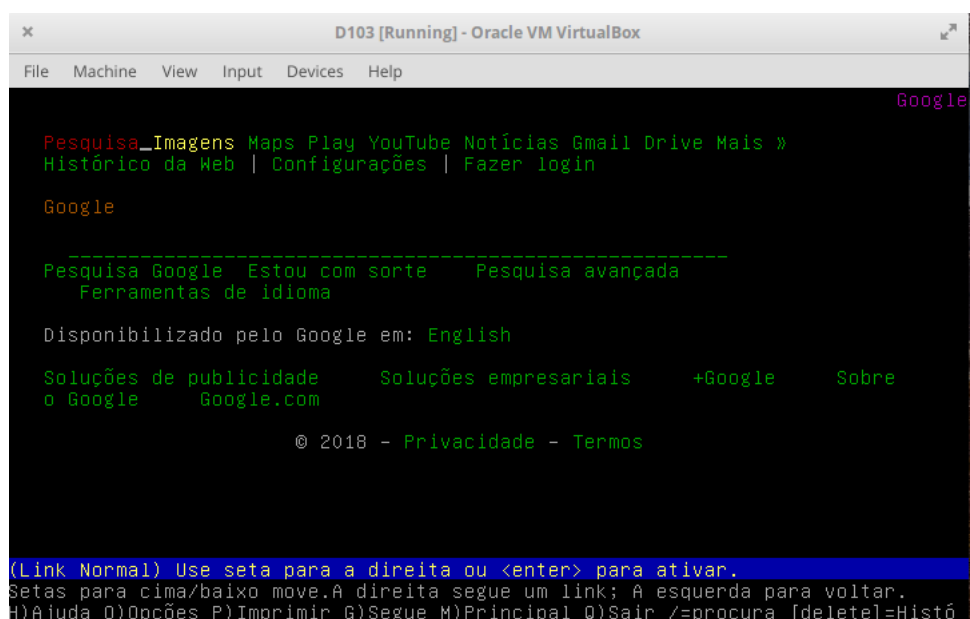 D103 [Running] - Oracle VM VirtualBox
File Machine View Input Devices Help
Google
Pesquisa Imagens Maps Play YouTube Notícias Gmail Drive Mais »
Histórico da Web | Configurações | Fazer login
Google
Pesquisa Google Estou com sorte Pesquisa avançada
Ferramentas de idioma
Disponibilizado pelo Google em: English
Soluções de publicidade Soluções empresariais +Google Sobre
o Google Google.com
© 2018 - Privacidade - Termos
(Link Normal) Use seta para a direita ou <enter> para ativar.
Setas para cima/baixo move.A direita segue um link; A esquerda para voltar.
H)Ajuda O)Opções P)Imprimir G)Segue M)Principal Q)Sair /=procura [delete]=Histó